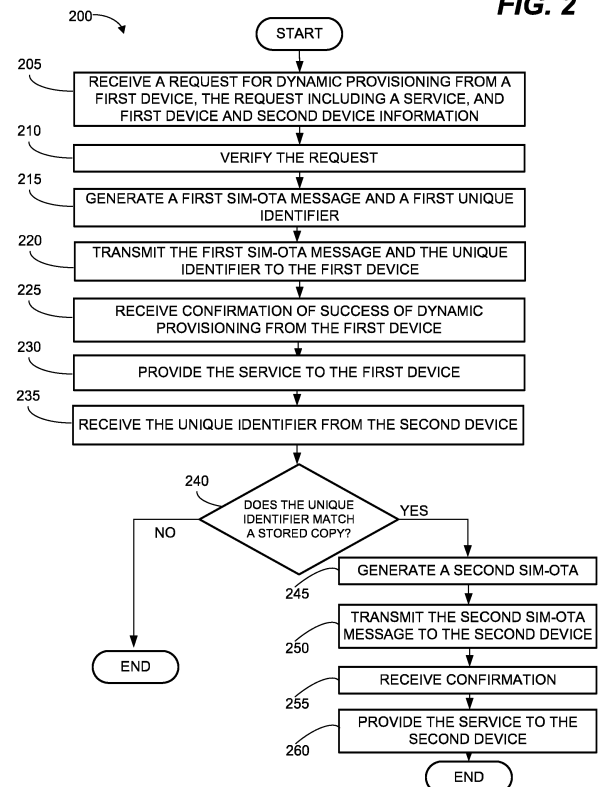 FIG. 2
200
START
205
RECEIVE A REQUEST FOR DYNAMIC PROVISIONING FROM A
FIRST DEVICE, THE REQUEST INCLUDING A SERVICE, AND
FIRST DEVICE AND SECOND DEVICE INFORMATION
210
VERIFY THE REQUEST
215
GENERATE A FIRST SIM-OTA MESSAGE AND A FIRST UNIQUE
IDENTIFIER
220
TRANSMIT THE FIRST SIM-OTA MESSAGE AND THE UNIQUE
IDENTIFIER TO THE FIRST DEVICE
225
RECEIVE CONFIRMATION OF SUCCESS OF DYNAMIC
PROVISIONING FROM THE FIRST DEVICE
230
PROVIDE THE SERVICE TO THE FIRST DEVICE
235
RECEIVE THE UNIQUE IDENTIFIER FROM THE SECOND DEVICE
240
DOES THE UNIQUE
IDENTIFIER MATCH
A STORED COPY?
NO
YES
END
245
GENERATE A SECOND SIM-OTA
250
TRANSMIT THE SECOND SIM-OTA
MESSAGE TO THE SECOND DEVICE
255
RECEIVE CONFIRMATION
260
PROVIDE THE SERVICE TO THE
SECOND DEVICE
END